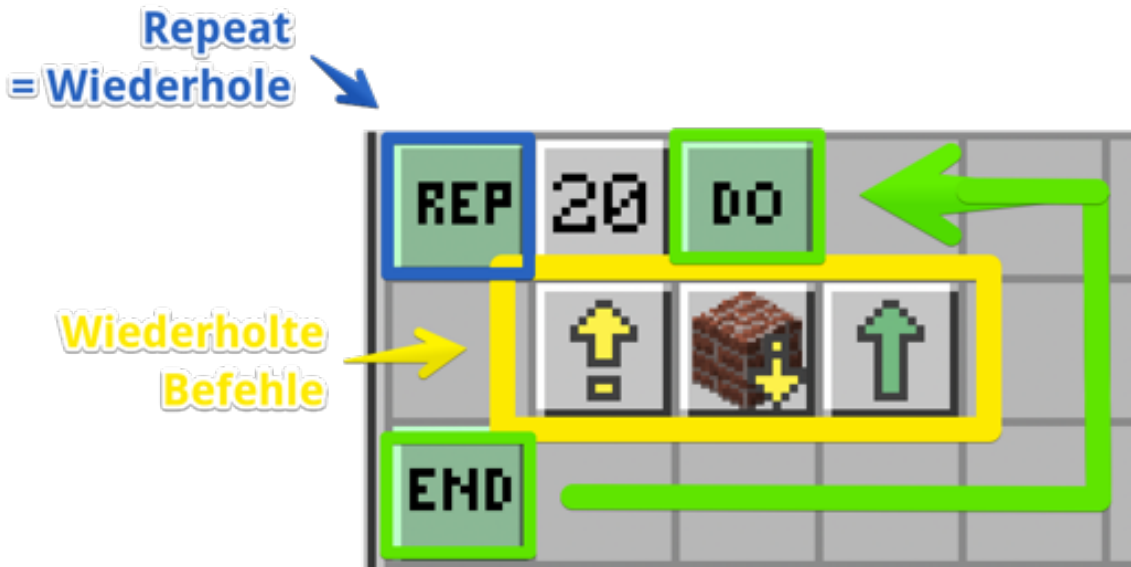 Repeat
= Wiederhole
REP 20 DO
Wiederholte
Befehle
END